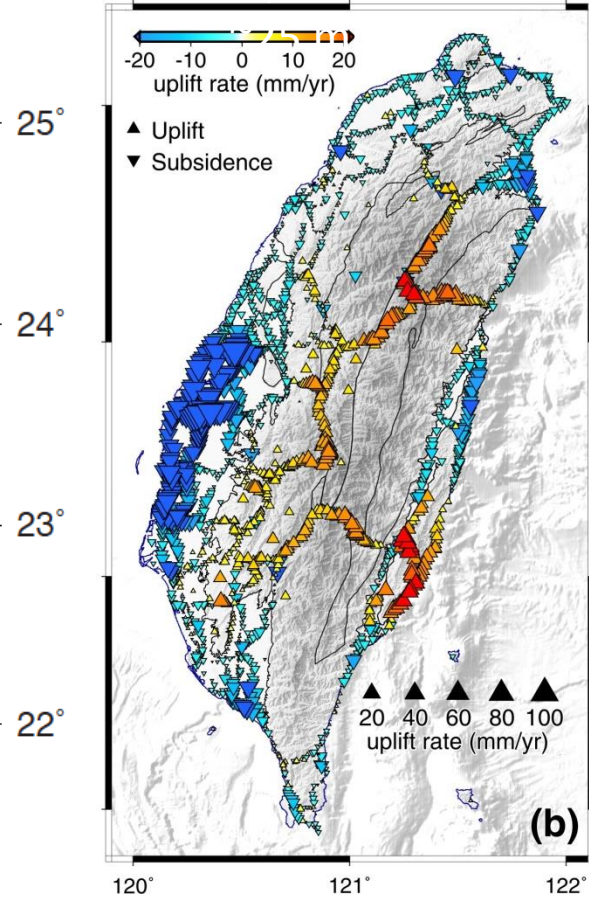 -20 -10 0 10 20
uplift rate (mm/yr)
Uplift
Subsidence
25°
24°
23°
22°
20 40 60 80 100
uplift rate (mm/yr)
(b)
120° 121° 122°